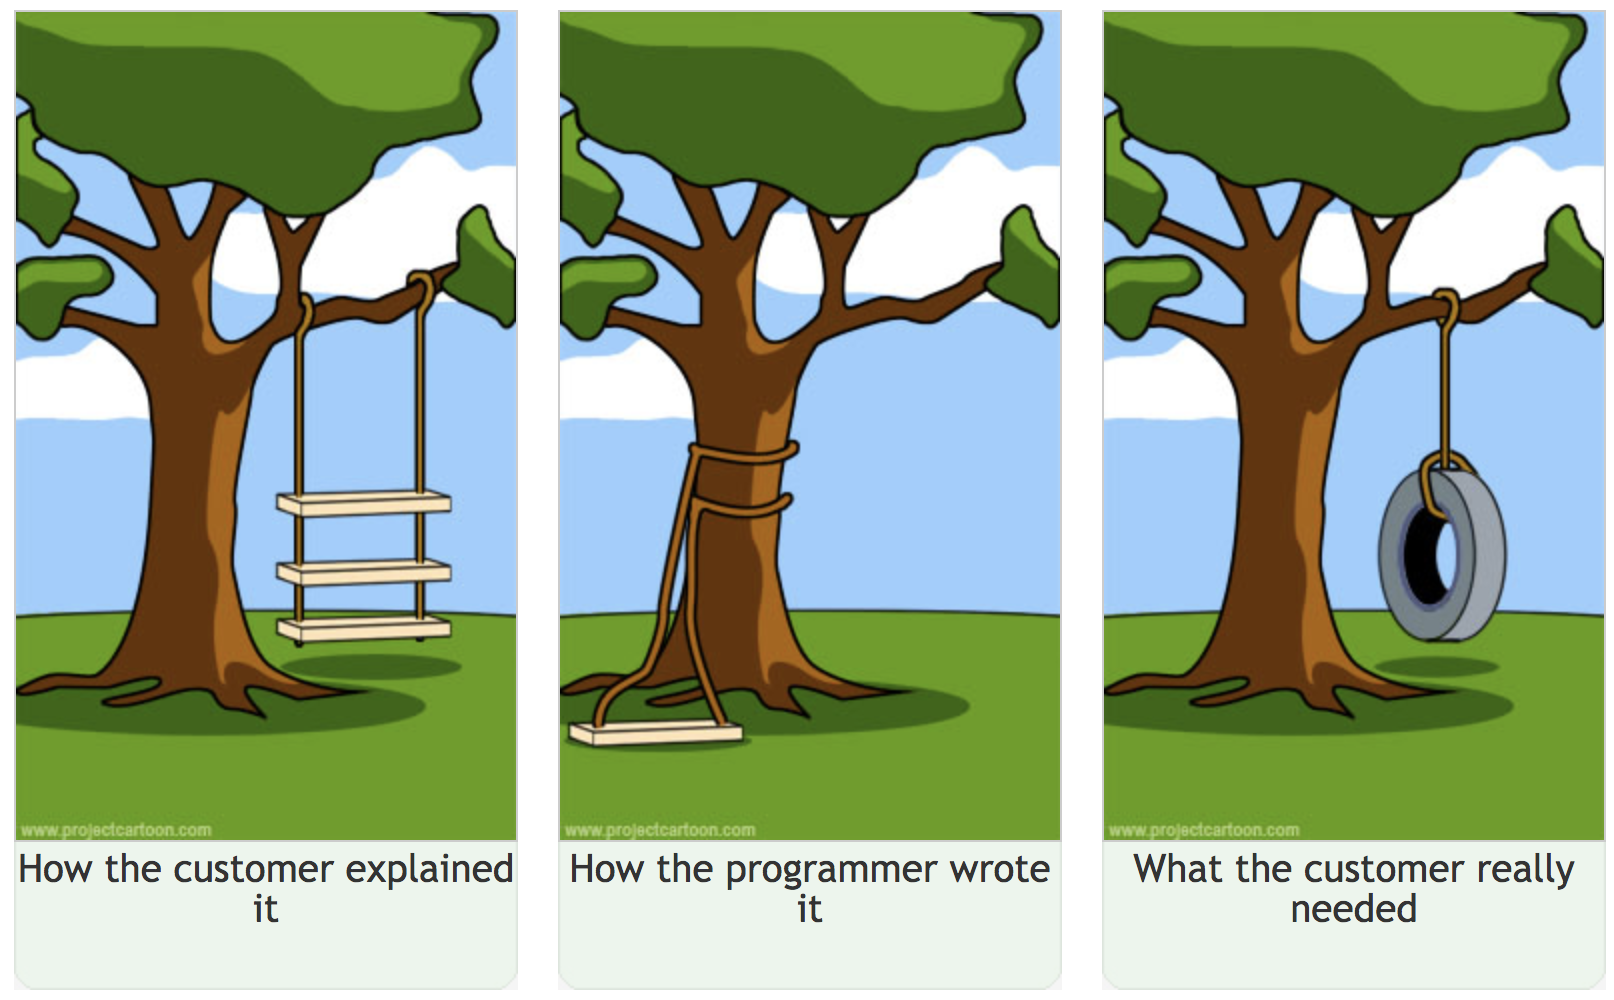 www.projectcartoon.com
How the customer explained
it
www.projectcartoon.com
How the programmer wrote
it
www.projectcartoon.com
What the customer really
needed